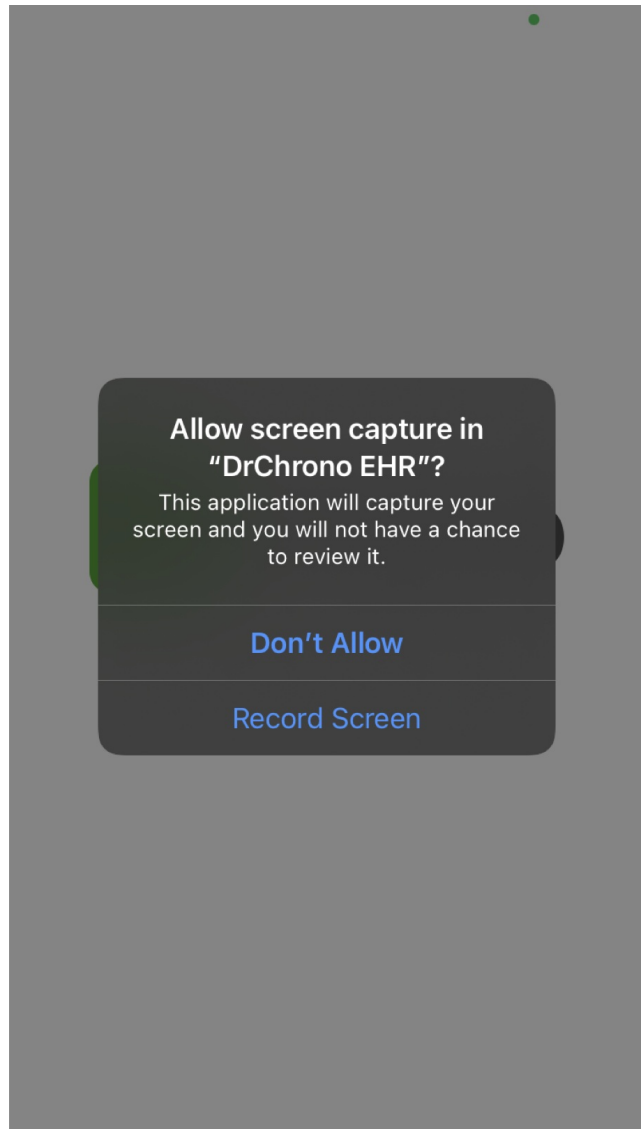 Allow screen capture in
“DrChrono EHR”?
This application will capture your
screen and you will not have a chance
to review it.
Don’t Allow
Record Screen